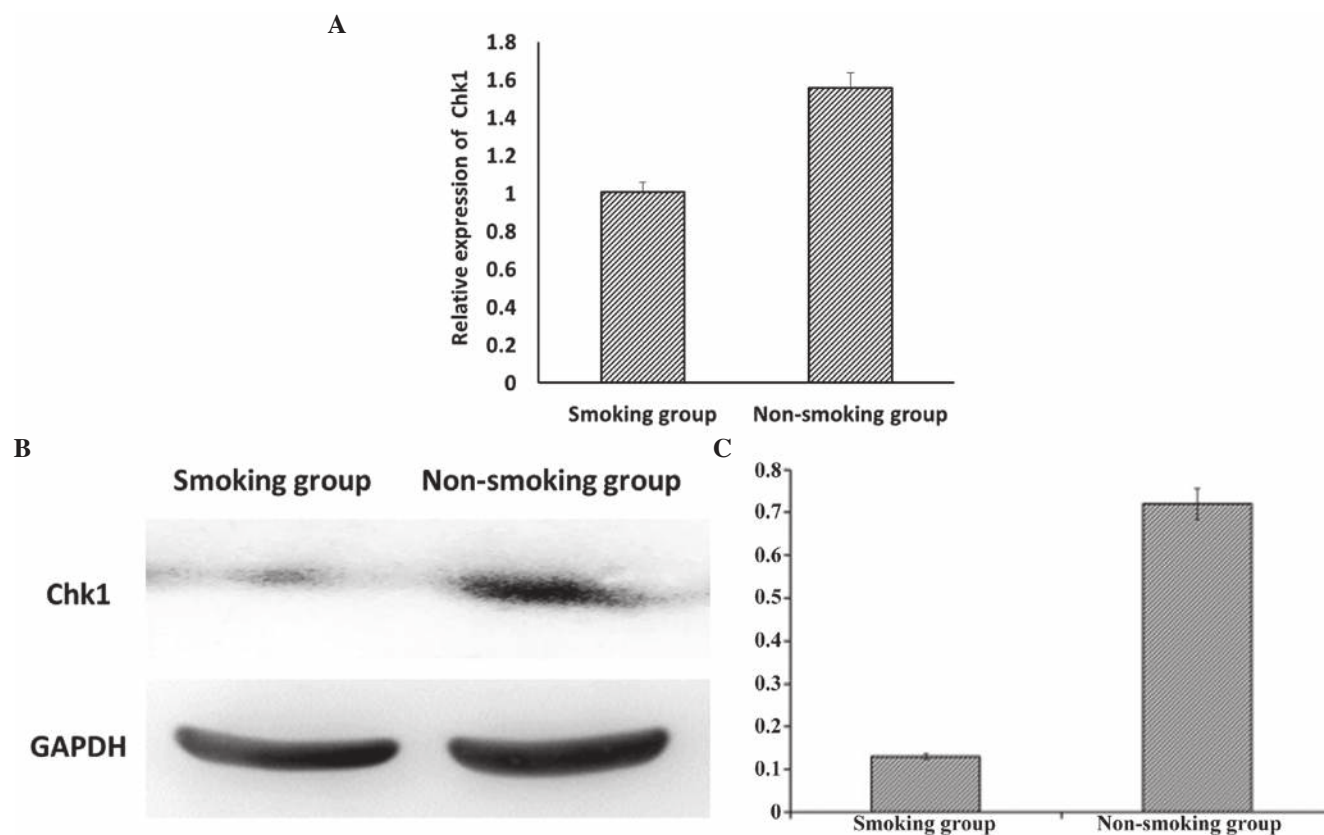 A
Relative expression of Chk1
1.8
1.6
1.4
1.2
1
0.8
0.6
0.4
0.2
0
Smoking group
Non-smoking group
B
Smoking group
Non-smoking group
Chk1
GAPDH
C
0.8
0.7
0.6
0.5
0.4
0.3
0.2
0.1
0
Smoking group
Non-smoking group